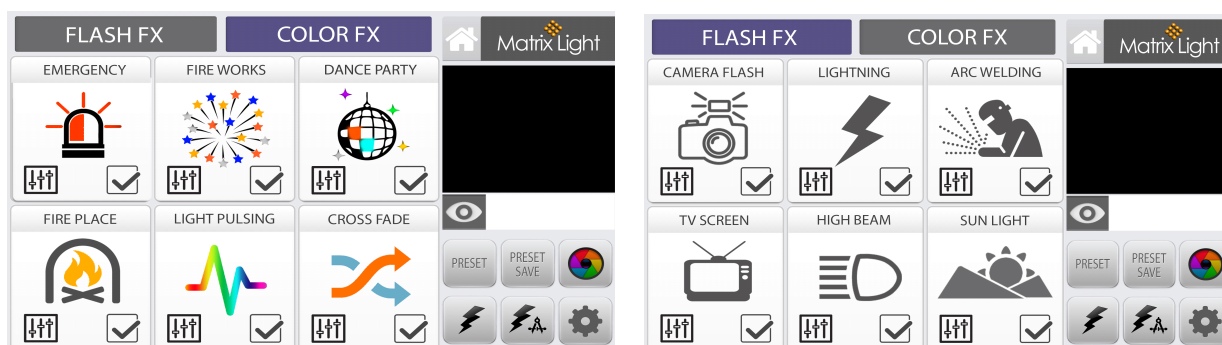 FLASH FX
COLOR FX
Matrix Light
EMERGENCY
FIRE WORKS
DANCE PARTY
FIRE PLACE
LIGHT PULSING
CROSS FADE
PRESET
PRESET
SAVE
FLASH FX
COLOR FX
Matrix Light
CAMERA FLASH
LIGHTNING
ARC WELDING
TV SCREEN
HIGH BEAM
SUN LIGHT
PRESET
PRESET
SAVE